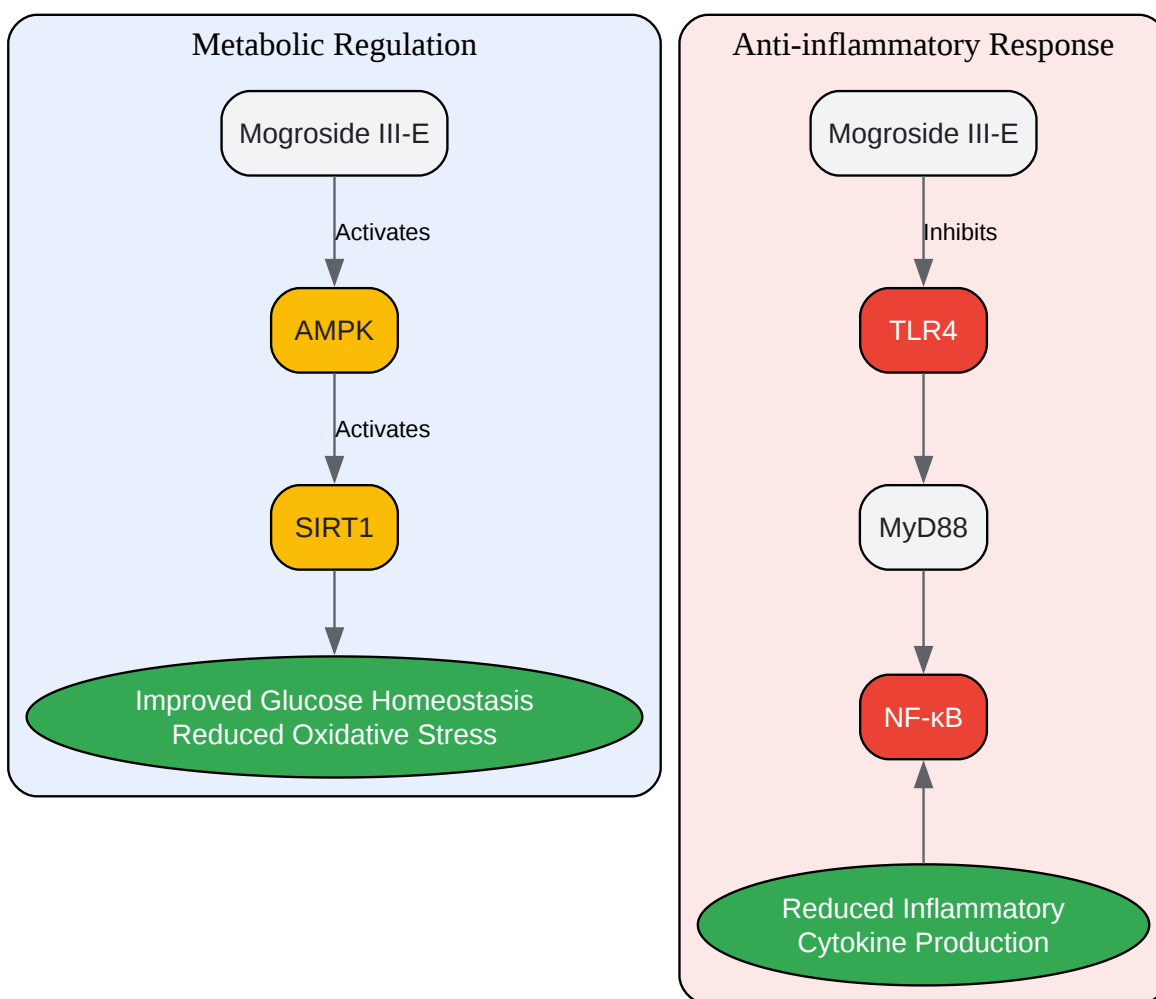 Metabolic Regulation
Mogroside III-E
Activates
AMPK
Activates
SIRT1
Improved Glucose Homeostasis
Reduced Oxidative Stress
Anti-inflammatory Response
Mogroside III-E
Inhibits
TLR4
MyD88
NF-κB
Reduced Inflammatory
Cytokine Production